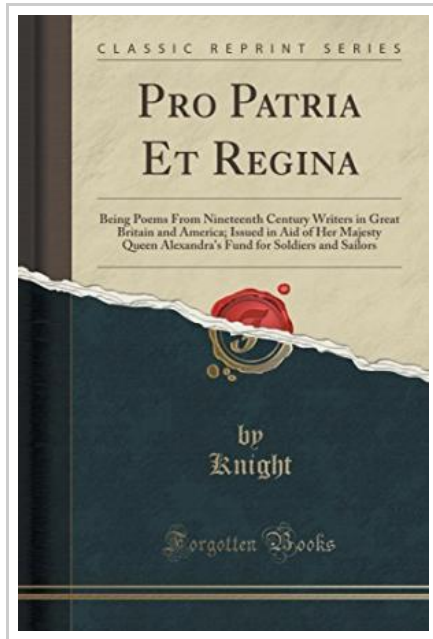 CLASSIC REPRINT SERIES
PRO PATRIA
ET REGINA
Being Poems From Nineteenth Century Writers in Great
Britain and America; Issued in Aid of Her Majesty
Queen Alexandra's Fund for Soldiers and Sailors
by
Knight
Forgotten Books